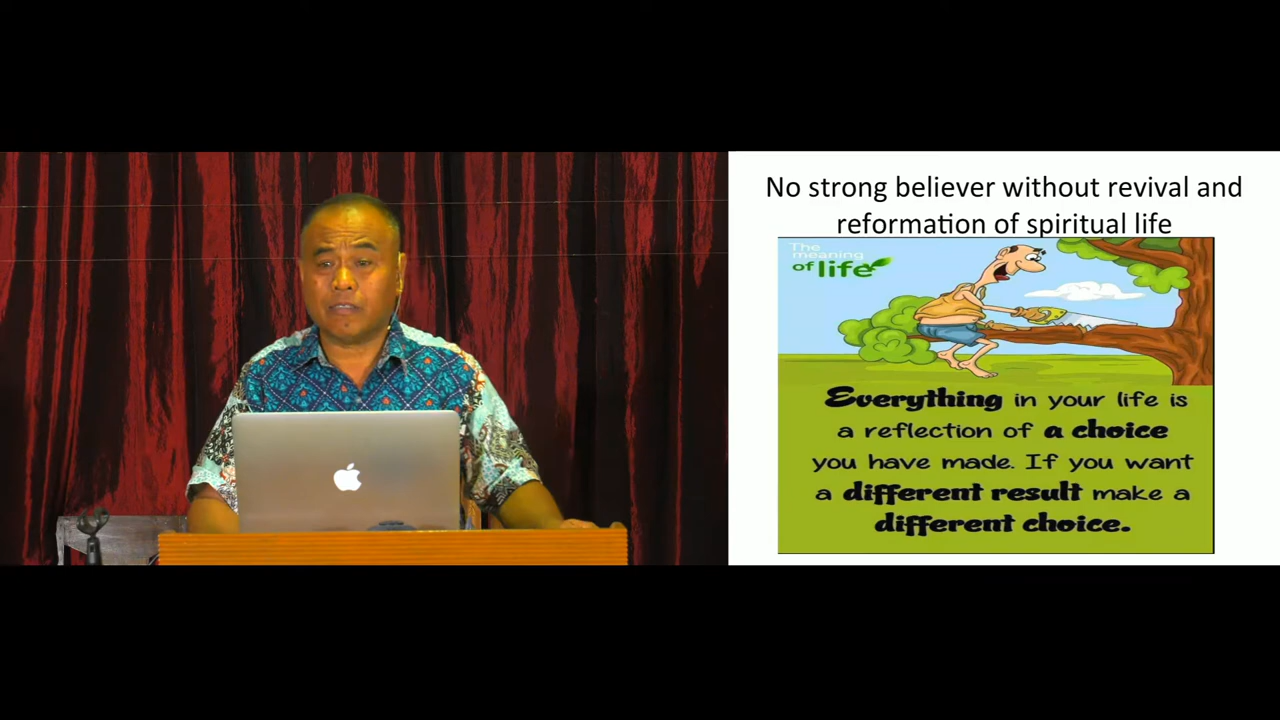 No strong believer without revival and
reformation of spiritual life
The
meaning
of life
Everything in your life is
a reflection of a choice
you have made. If you want
a different result make a
different choice.